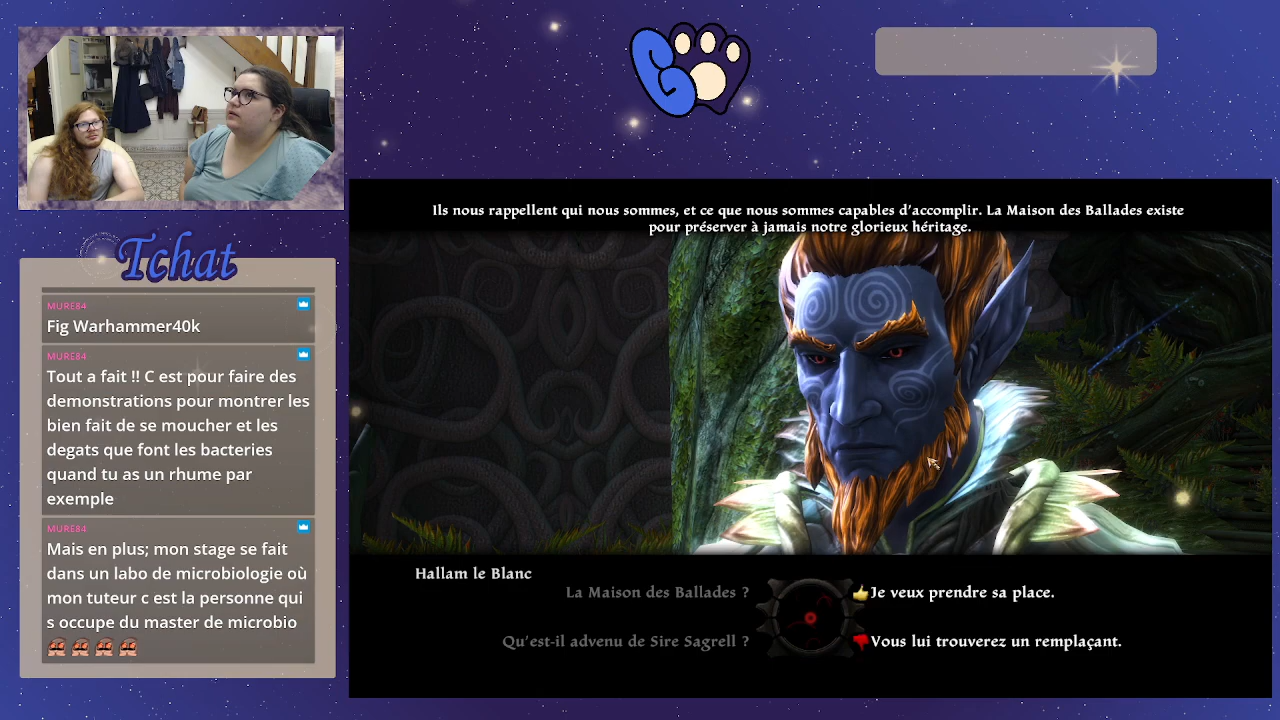 G
Ils nous rappellent qui nous sommes, et ce que nous sommes capables d'accomplir. La Maison des Ballades existe
pour préserver à jamais notre glorieux héritage.
Tchat
MURE84
Fig Warhammer40k
MURE84
Tout a fait !! C est pour faire des
demonstrations pour montrer les
bien fait de se moucher et les
degats que font les bacteries
quand tu as un rhume par
exemple
MURE84
Mais en plus; mon stage se fait
dans un labo de microbiologie où
mon tuteur c est la personne qui
s occupe du master de microbio
Hallam le Blanc
La Maison des Ballades ?
Je veux prendre sa place.
Qu'est-il advenu de Sire Sagrell ?
Vous lui trouverez un remplaçant.